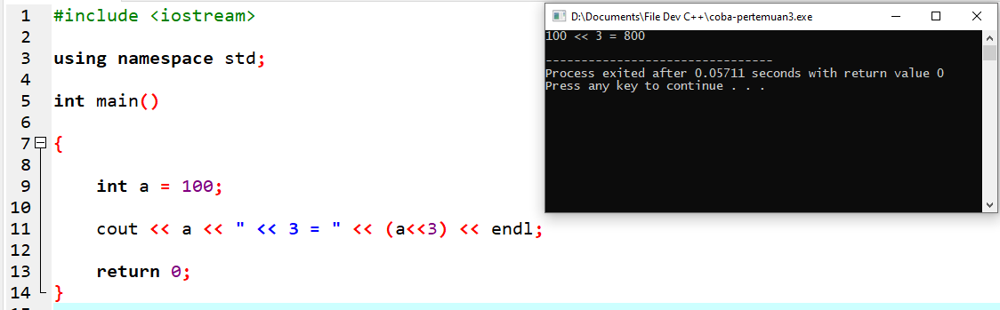 1 #include <iostream>
2
3 using namespace std;
4
5 int main()
6
7 {
8
9 int a = 100;
10
11 cout << a << " << 3 = " << (a<<3) << endl;
12
13 return 0;
14 }
D:\Documents\File Dev C++\coba-pertemuan3.exe
100 << 3 = 800
--------------------------------
Process exited after 0.05711 seconds with return value 0
Press any key to continue . . .